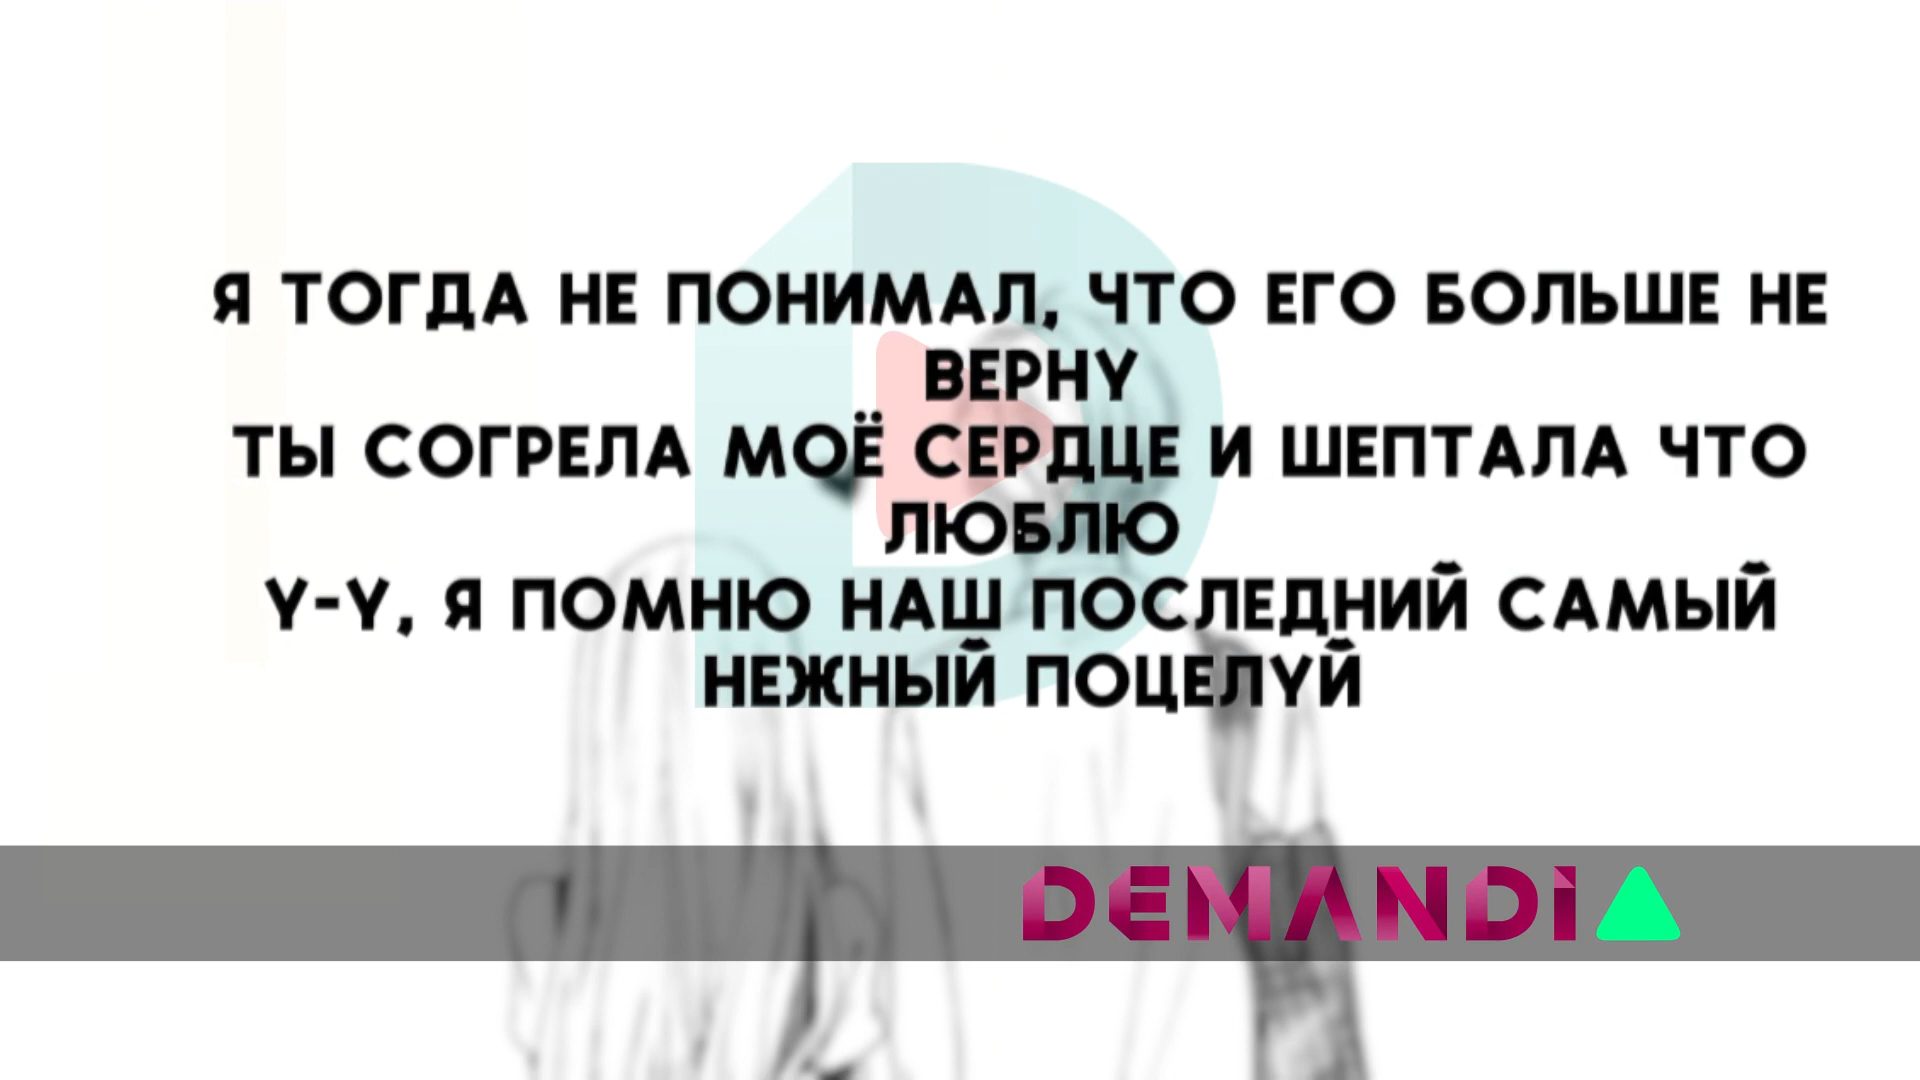 Я ТОГДА НЕ ПОНИМАЛ, ЧТО ЕГО БОЛЬШЕ НЕ
ВЕРНУ
ТЫ СОГРЕЛА МОЁ СЕРДЦЕ И ШЕПТАЛА ЧТО
ЛЮБЛЮ
У-У, Я ПОМНЮ НАШ ПОСЛЕДНИЙ САМЫЙ
НЕЖНЫЙ ПОЦЕЛУЙ
DEMANDI